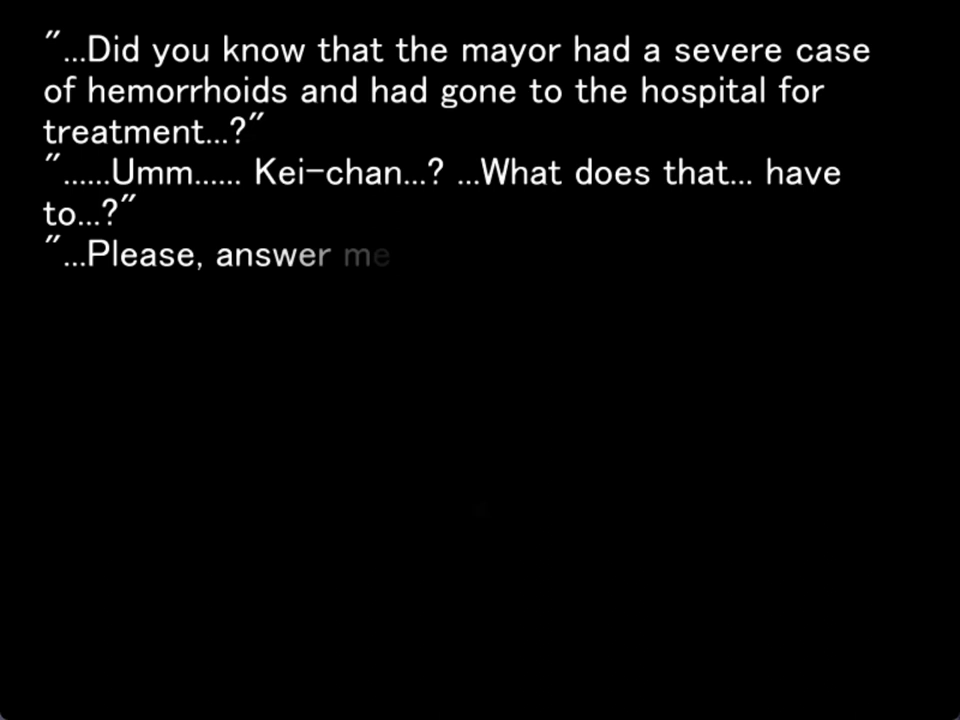 "...Did you know that the mayor had a severe case
of hemorrhoids and had gone to the hospital for
treatment...?"
"......Umm...... Kei-chan...? ...What does that... have
to...?"
"...Please, answer me